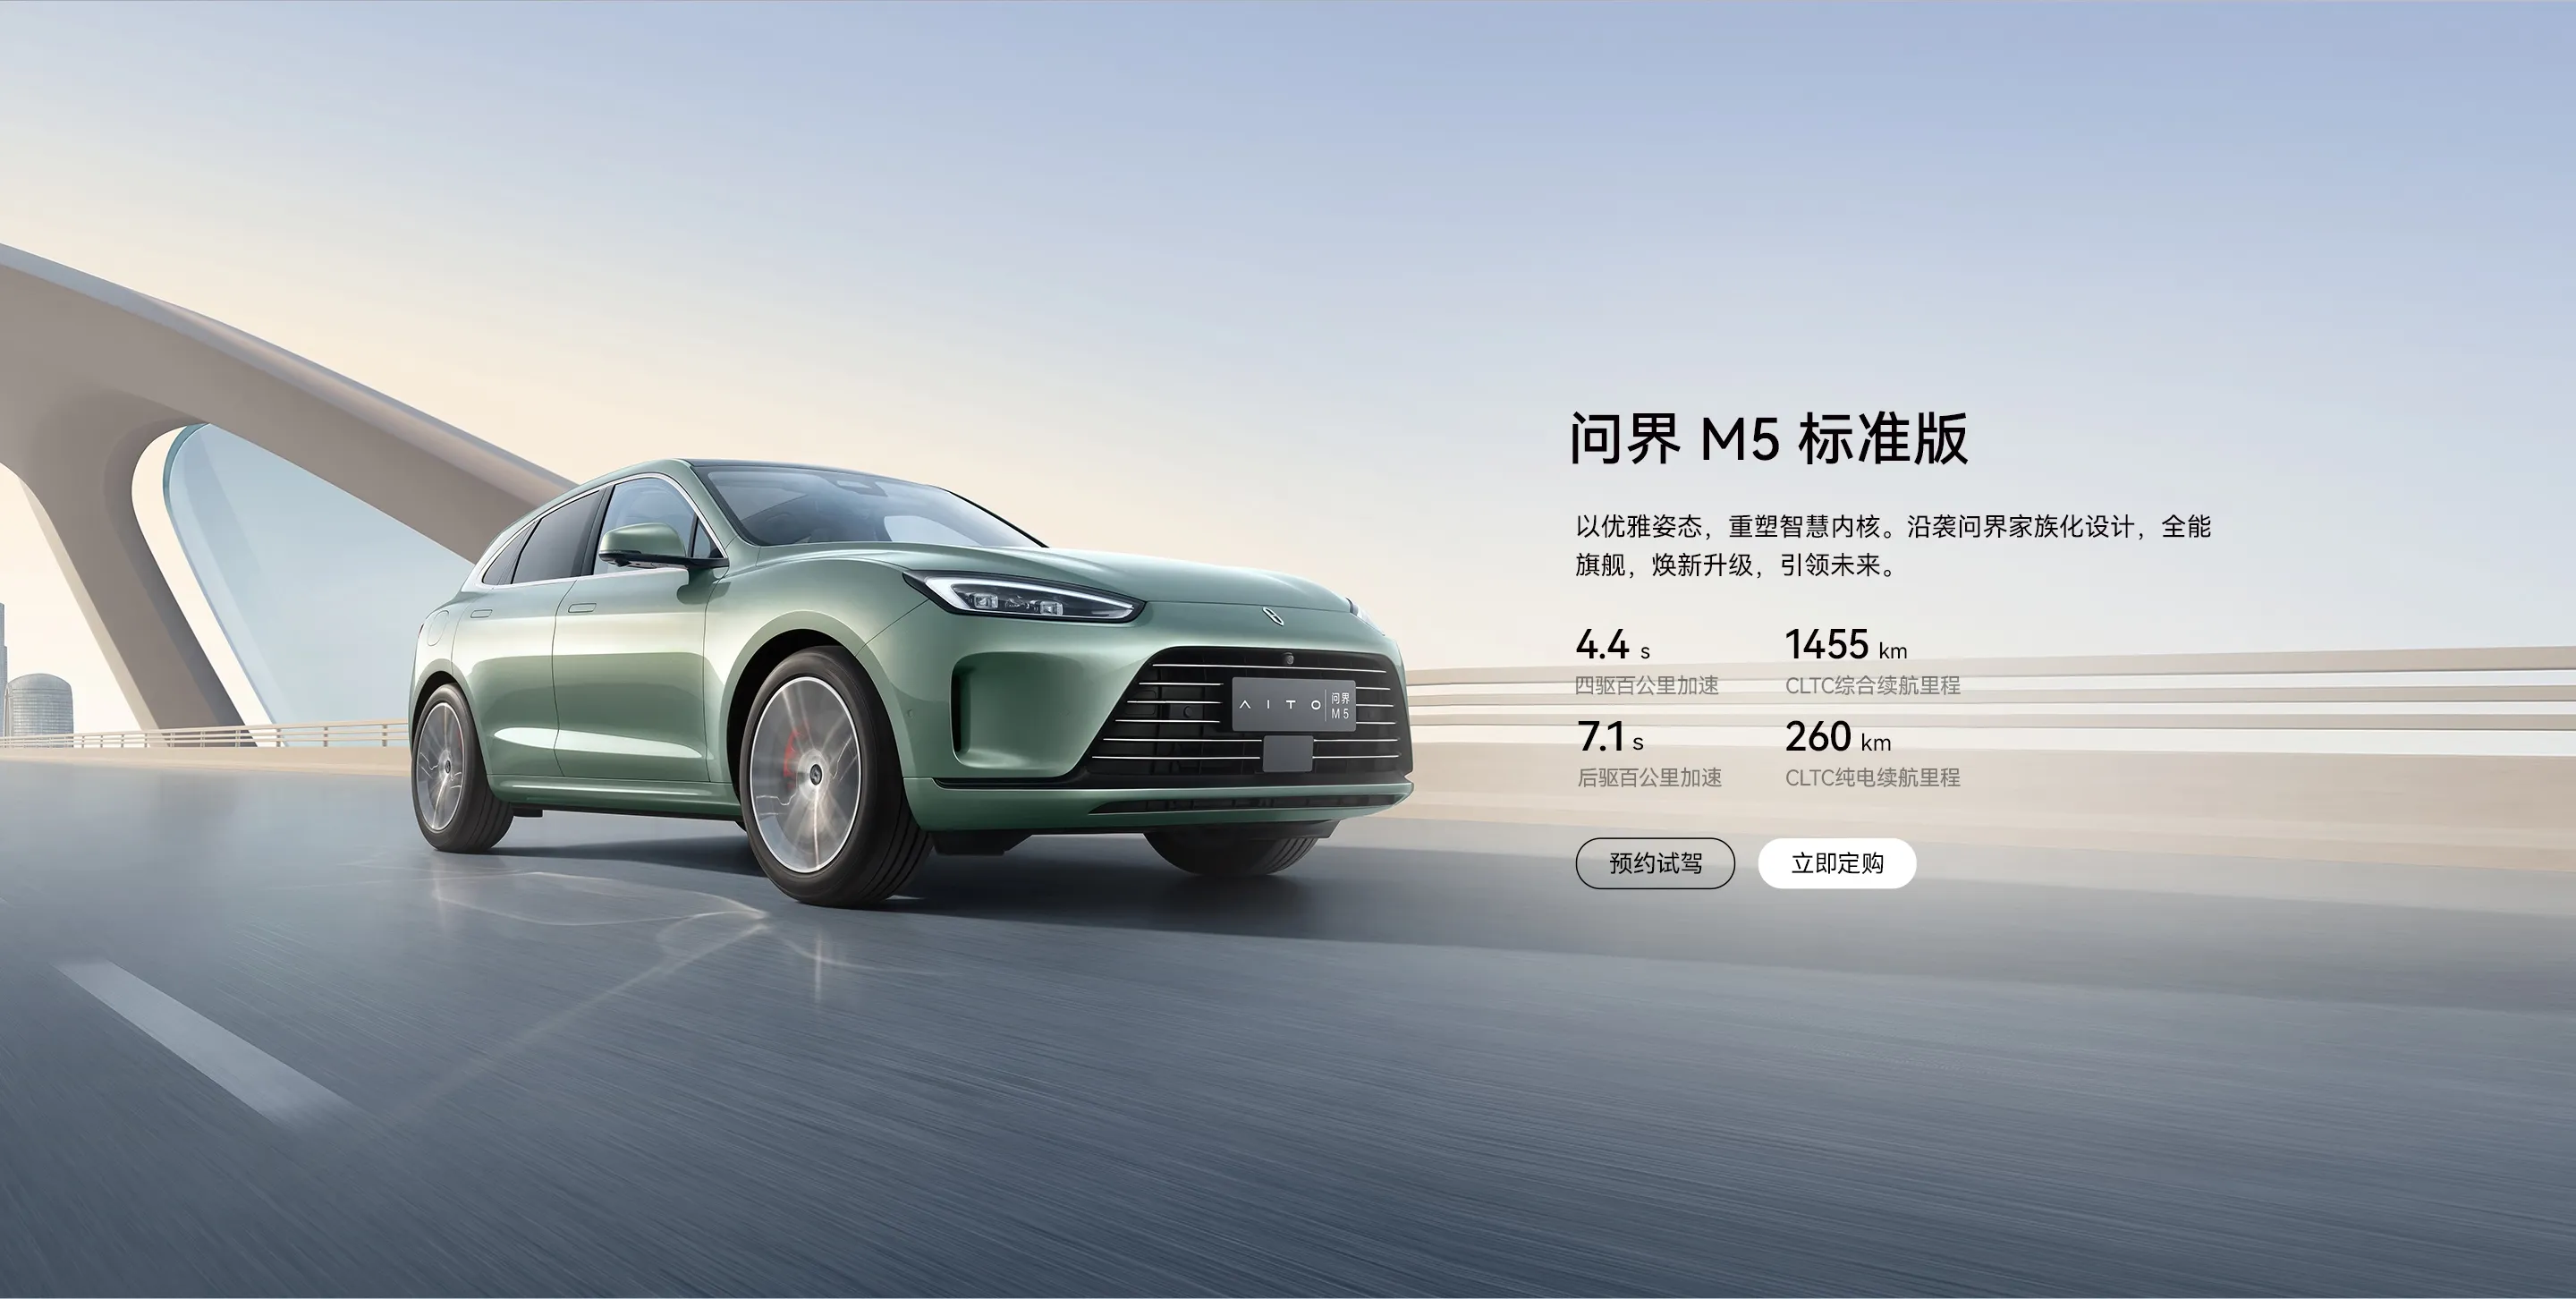 问界 M5 标准版
以优雅姿态，重塑智慧内核。沿袭问界家族化设计，全能
旗舰，焕新升级，引领未来。
4.4 s
四驱百公里加速
1455 km
CLTC综合续航里程
7.1 s
后驱百公里加速
260 km
CLTC纯电续航里程
预约试驾
立即定购
AITO
问界
M5